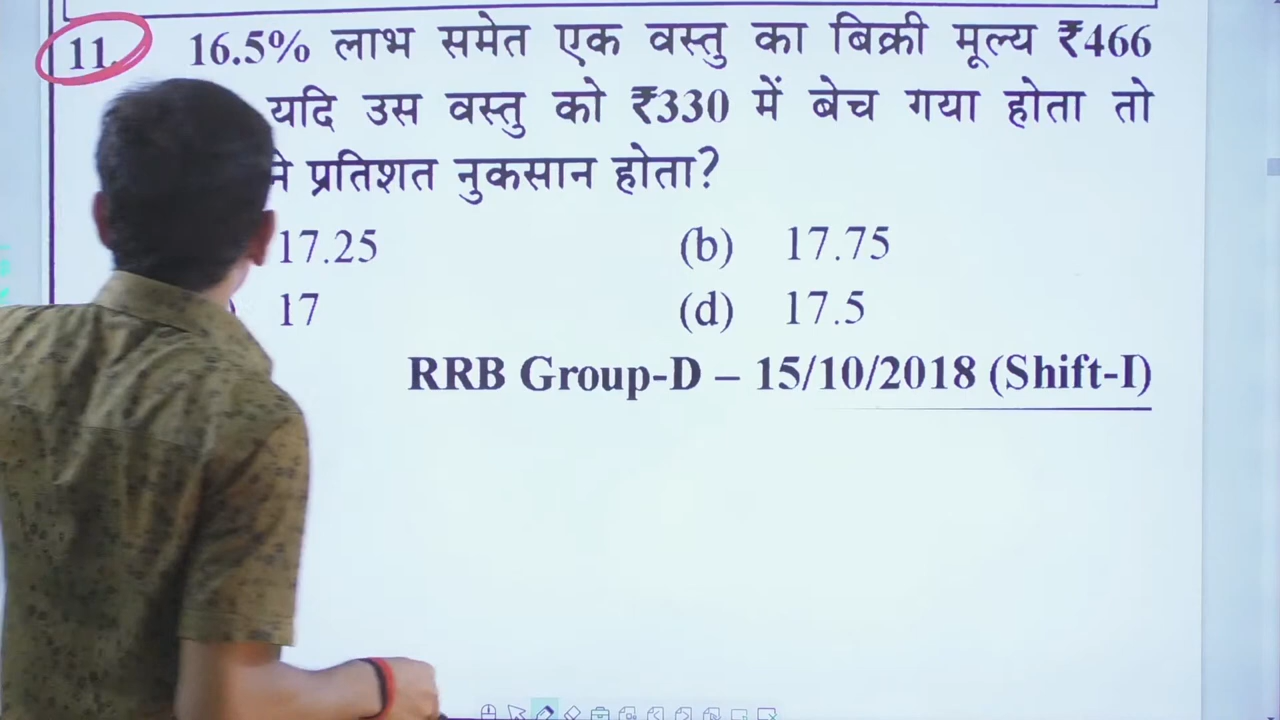 11. 16.5% लाभ समेत एक वस्तु का बिक्री मूल्य ₹466
यदि उस वस्तु को ₹330 में बेच गया होता तो
प्रतिशत नुकसान होता?
17.25 (b) 17.75
17 (d) 17.5
RRB Group-D – 15/10/2018 (Shift-I)